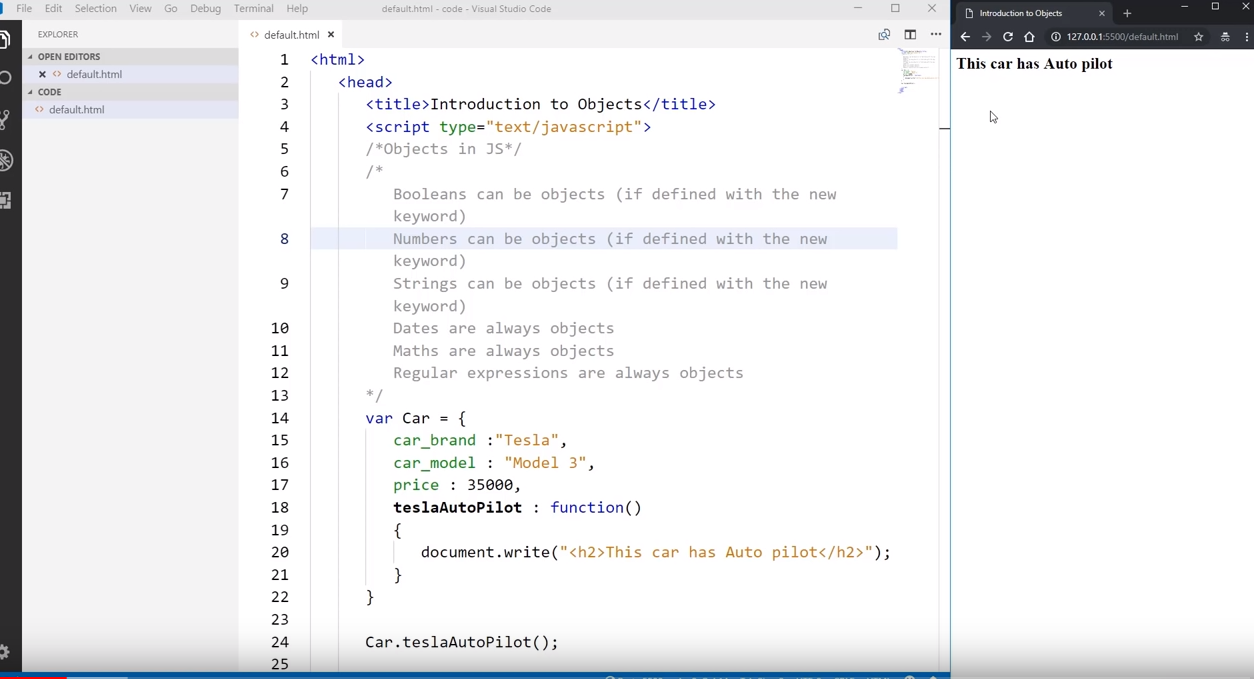 File Edit Selection View Go Debug Terminal Help
default.html - code - Visual Studio Code
EXPLORER
OPEN EDITORS
default.html
CODE
default.html
default.html
1 <html>
2 <head>
3 <title>Introduction to Objects</title>
4 <script type="text/javascript">
5 /*Objects in JS*/
6 /*
7 Booleans can be objects (if defined with the new
keyword)
8 Numbers can be objects (if defined with the new
keyword)
9 Strings can be objects (if defined with the new
keyword)
10 Dates are always objects
11 Maths are always objects
12 Regular expressions are always objects
13 */
14 var Car = {
15 car_brand :"Tesla",
16 car_model : "Model 3",
17 price : 35000,
18 teslaAutoPilot : function()
19 {
20 document.write("<h2>This car has Auto pilot</h2>");
21 }
22 }
23
24 Car.teslaAutoPilot();
25
Introduction to Objects
127.0.0.1:5500/default.html
This car has Auto pilot